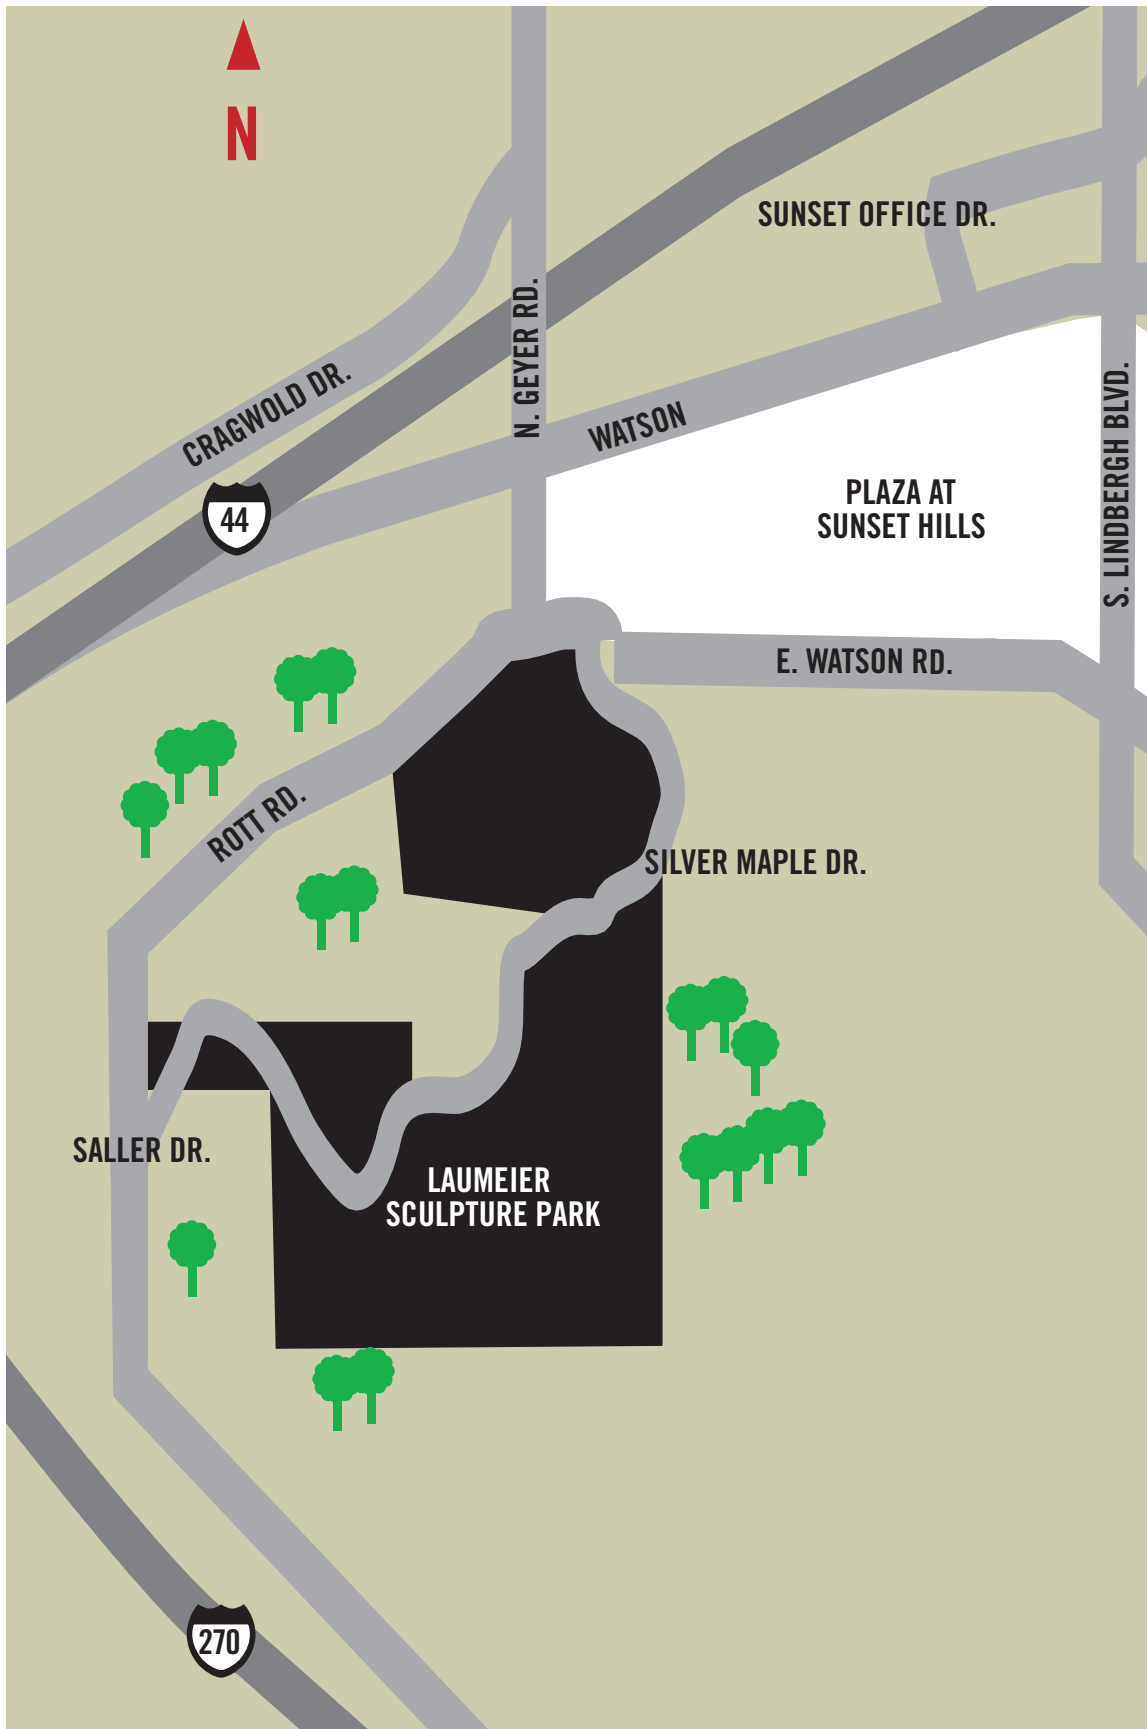 N
SUNSET OFFICE DR.
N. GEYER RD.
CRAGWOLD DR.
WATSON
S. LINDBERGH BLVD.
44
PLAZA AT
SUNSET HILLS
E. WATSON RD.
ROTT RD.
SILVER MAPLE DR.
SALLER DR.
LAUMEIER
SCULPTURE PARK
270